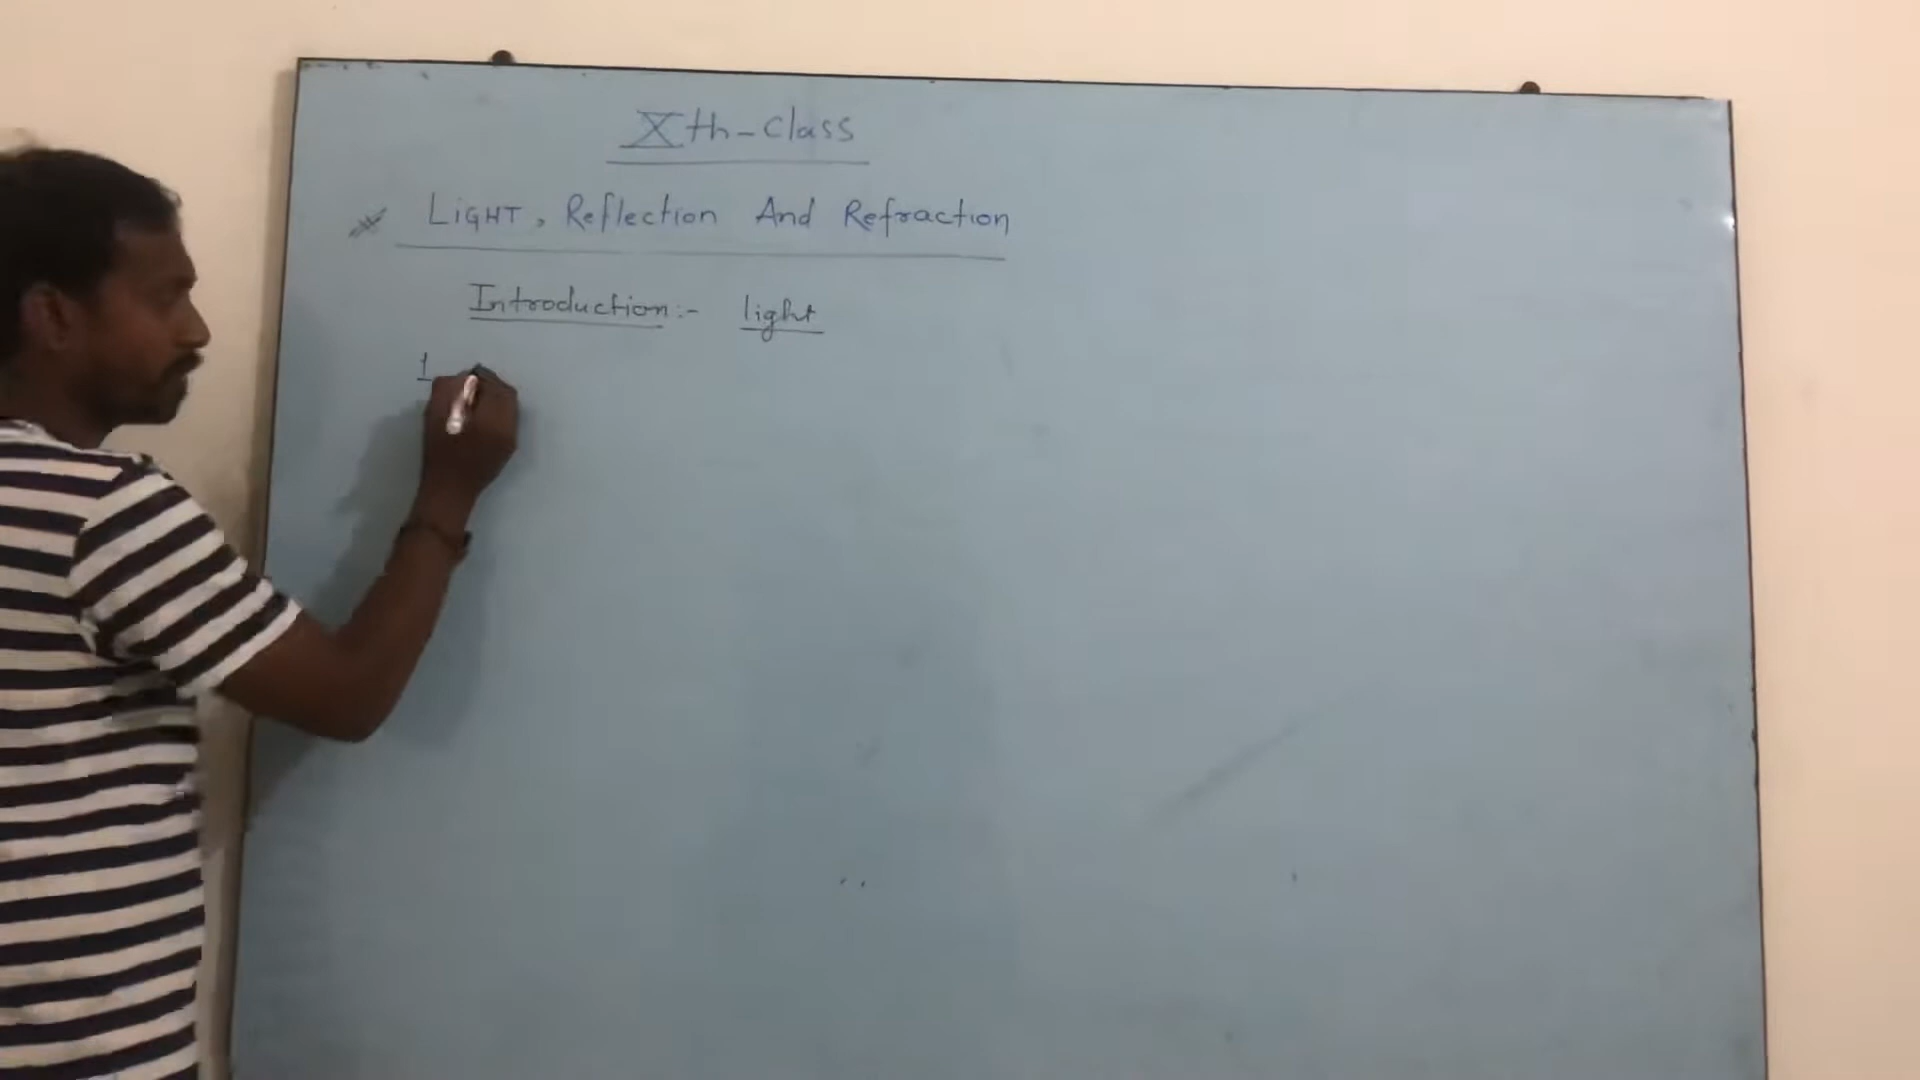 Xth-Class
LIGHT, Reflection And Refraction
Introduction:- light
1